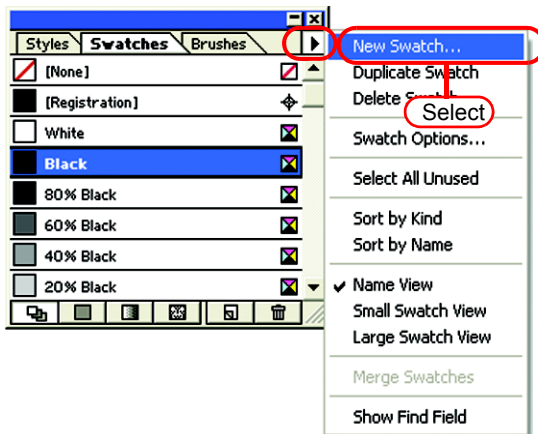 Styles Swatches Brushes
[None]
[Registration]
White
Black
80% Black
60% Black
40% Black
20% Black
New Swatch...
Duplicate Swatch
Delete
Select
Swatch Options...
Select All Unused
Sort by Kind
Sort by Name
Name View
Small Swatch View
Large Swatch View
Merge Swatches
Show Find Field